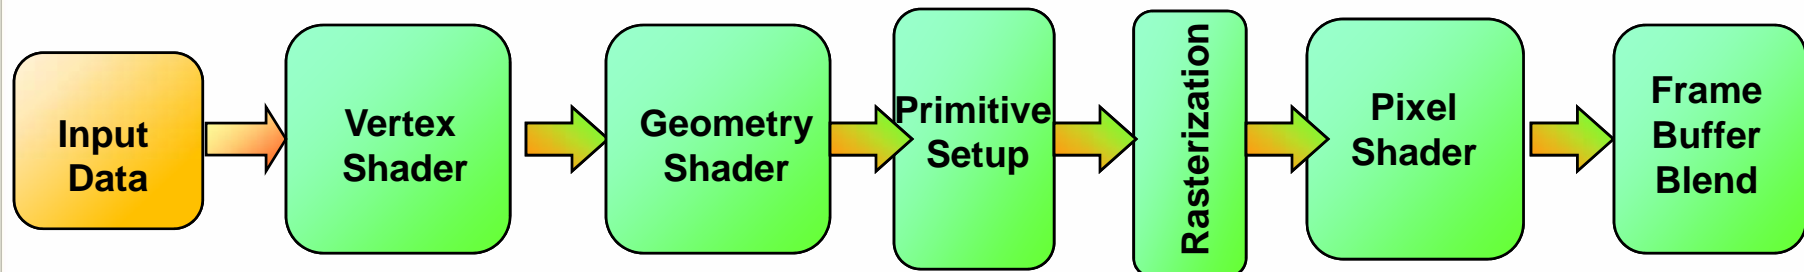 Input
Data
Vertex
Shader
Geometry
Shader
Primitive
Setup
Rasterization
Pixel
Shader
Frame
Buffer
Blend